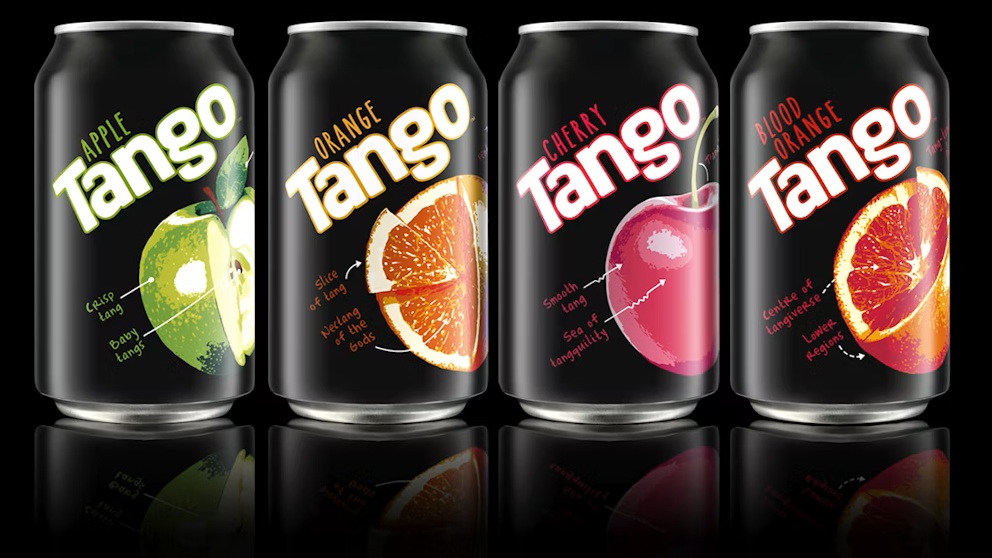 APPLE
Tango
Crisp
tang
Baby
tangs
ORANGE
Tango
Slice
of tang
Nectang
of the
Gods
CHERRY
Tango
Smooth
tang
Sea of
tangquility
BLOOD
ORANGE
Tango
Centre of
tangiverse
Lower
Regions